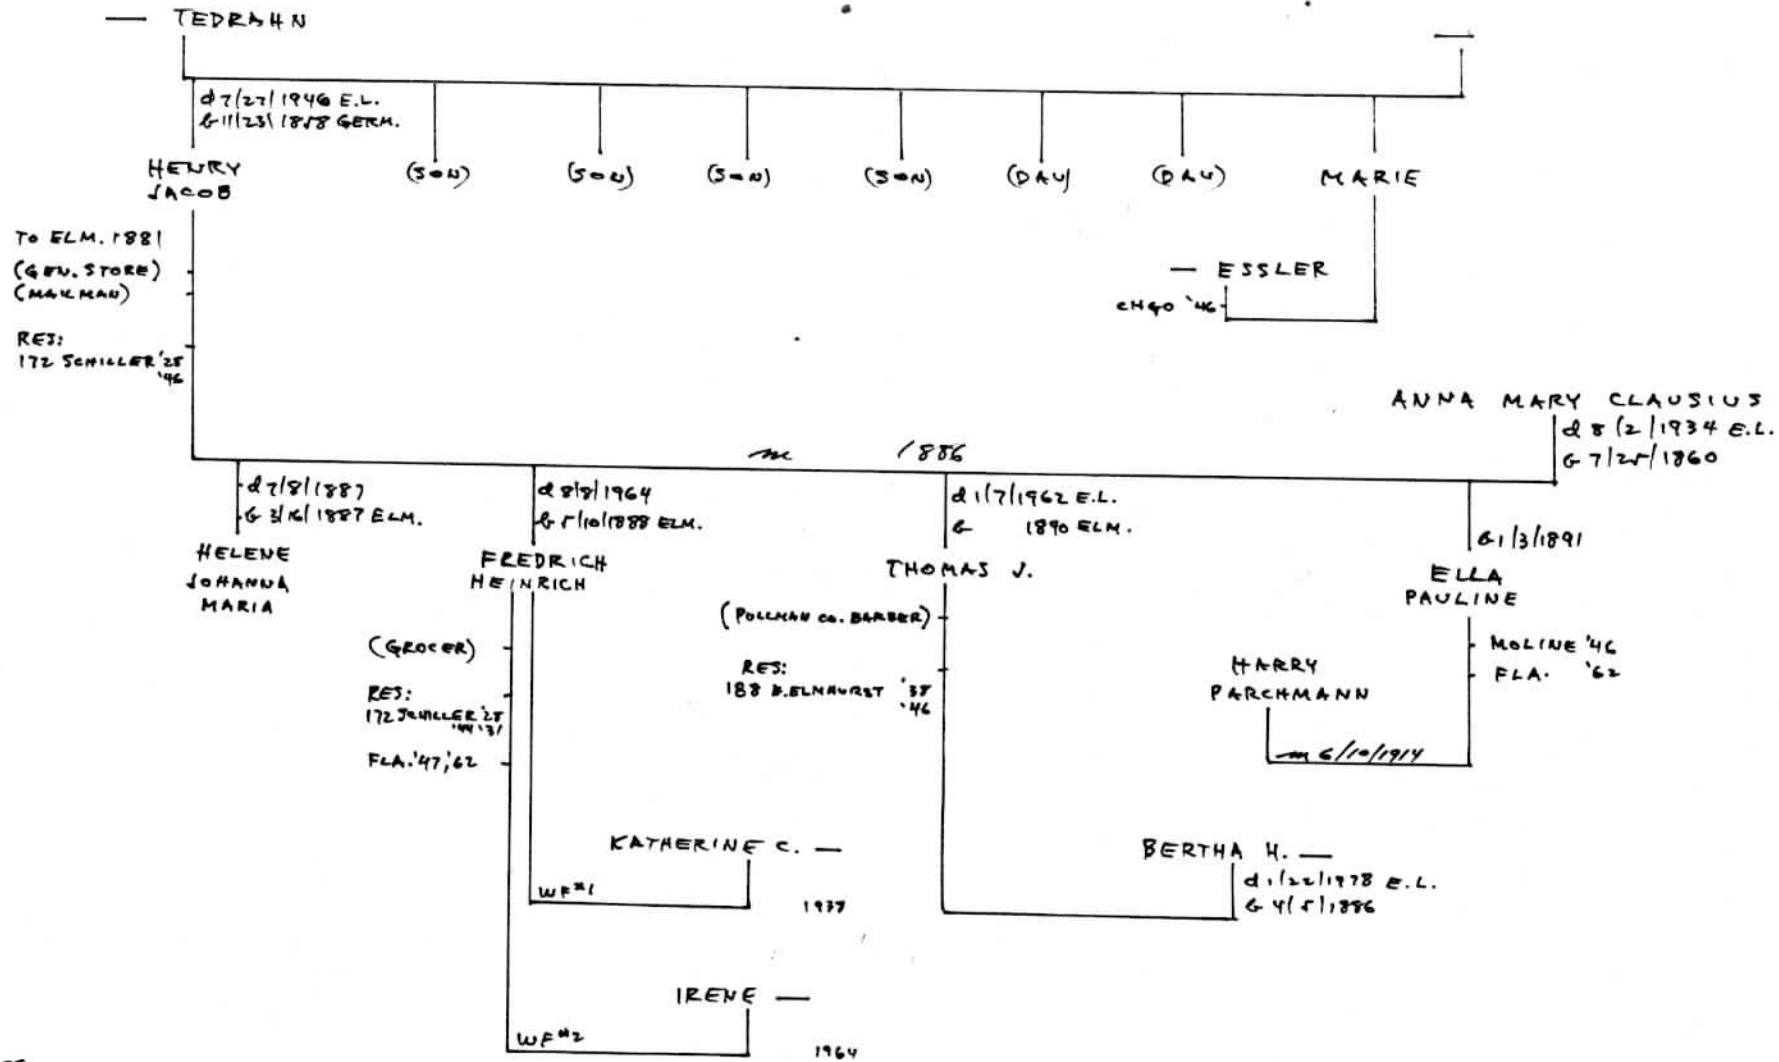 — TEDRAHN —
d 7/27/1946 E.L.
b 11/23/1858 GERM.
HENRY
JACOB
(SON)
(SON)
(SON)
(SON)
(DAU)
(DAU)
MARIE
TO ELM. 1881
(GEN. STORE)
(MAILMAN)
RES:
172 SCHILLER '25
'46
— ESSLER
CHGO '46
ANNA MARY CLAUSIUS
d 8/2/1934 E.L.
b 7/25/1860
m 1886
d 7/8/1887
b 3/16/1887 ELM.
HELENE
JOHANNA
MARIA
d 8/8/1964
b 5/10/1888 ELM.
FREDRICH
HEINRICH
d 1/7/1962 E.L.
b 1890 ELM.
THOMAS J.
b 1/3/1891
ELLA
PAULINE
(GROCER)
RES:
172 SCHILLER '25
'44 '31
FLA. '47, '62
(PULLMAN CO. BARBER)
RES:
188 ELMHURST
'46
HARRY
PARCHMANN
MOLINE '46
FLA. '62
m 6/10/1914
KATHERINE C. —
WF #1
BERTHA H. —
d 1/22/1978 E.L.
b 4/5/1886
IRENE —
WF #2
1964